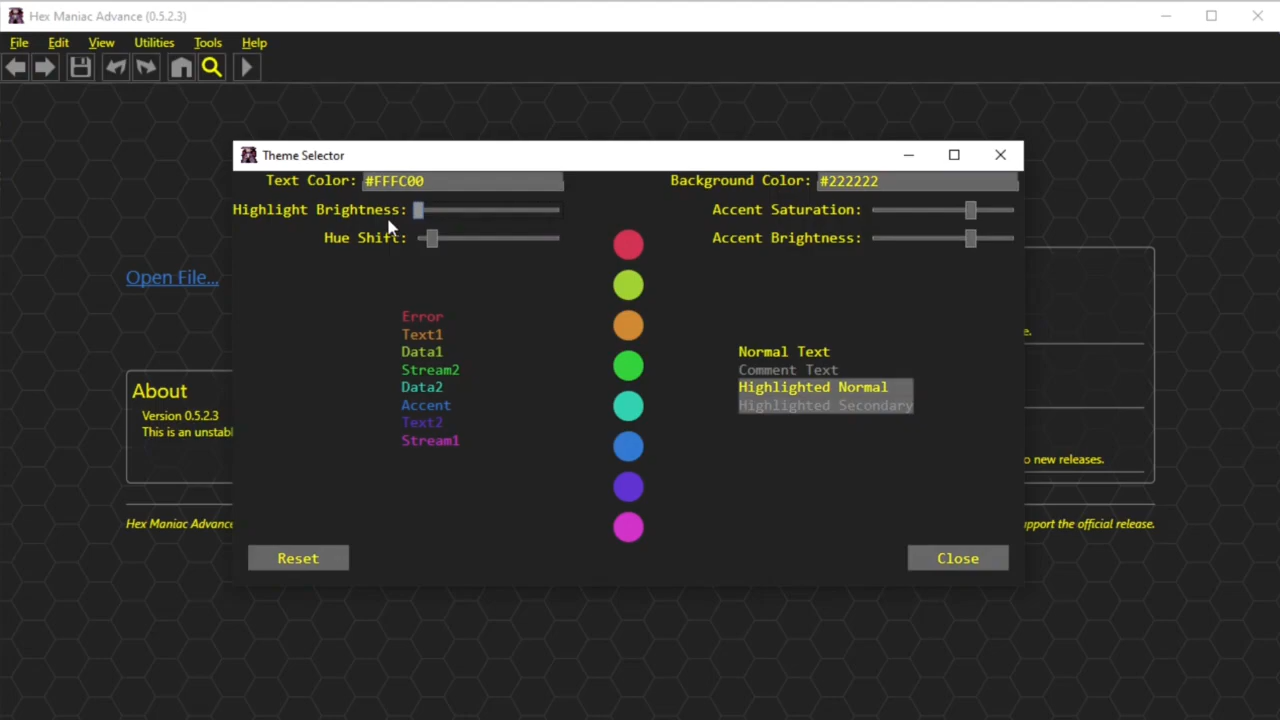 Hex Maniac Advance (0.5.2.3)
File Edit View Utilities Tools Help
Theme Selector
Text Color: #FFFC00
Background Color: #222222
Highlight Brightness:
Accent Saturation:
Hue Shift:
Accent Brightness:
Open File...
Error
Text1
Data1
Stream2
Data2
Accent
Text2
Stream1
Normal Text
Comment Text
Highlighted Normal
Highlighted Secondary
e.
About
Version 0.5.2.3
This is an unstabl
o new releases.
Hex Maniac Advance
upport the official release.
Reset
Close